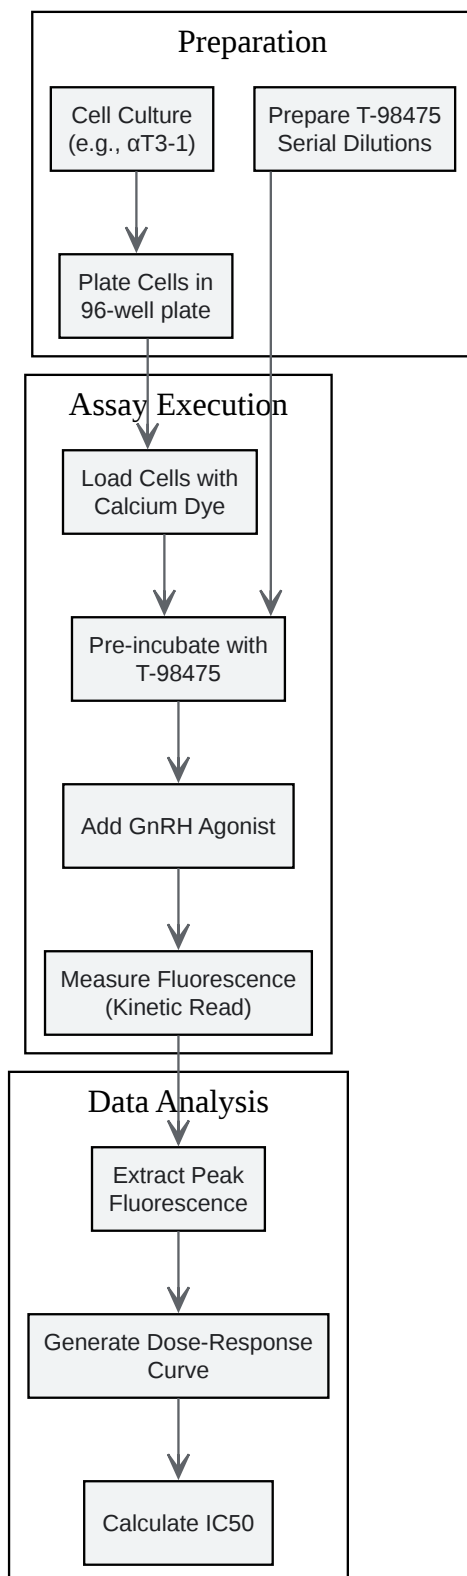 Preparation
Cell Culture
(e.g., αT3-1)
Prepare T-98475
Serial Dilutions
Plate Cells in
96-well plate
Assay Execution
Load Cells with
Calcium Dye
Pre-incubate with
T-98475
Add GnRH Agonist
Measure Fluorescence
(Kinetic Read)
Data Analysis
Extract Peak
Fluorescence
Generate Dose-Response
Curve
Calculate IC50